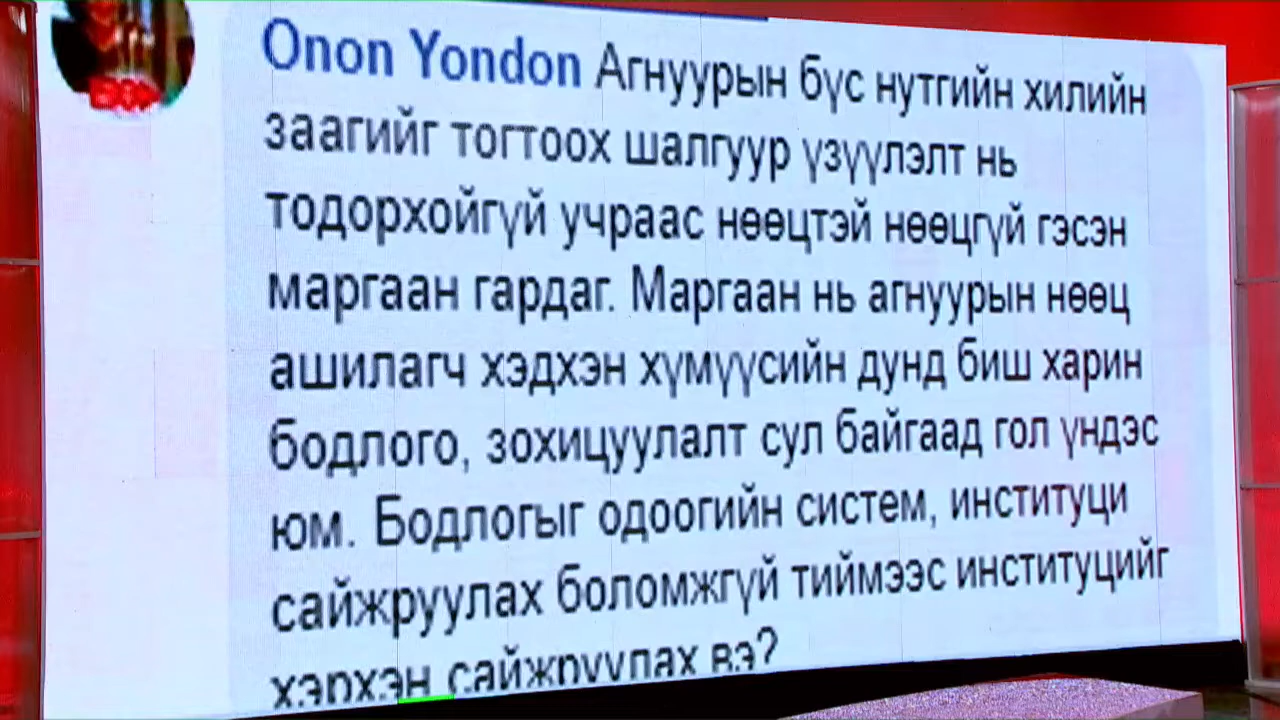 Onon Yondon Агнуурын бүс нутгийн хилийн
заагийг тогтоох шалгуур үзүүлэлт нь
тодорхойгүй учраас нөөцтэй нөөцгүй гэсэн
маргаан гардаг. Маргаан нь агнуурын нөөц
ашилагч хэдхэн хүмүүсийн дунд биш харин
бодлого, зохицуулалт сул байгаад гол үндэс
юм. Бодлогыг одоогийн систем, институци
сайжруулах боломжгүй тиймээс институцийг
хэрхэн сайжруулах вэ?